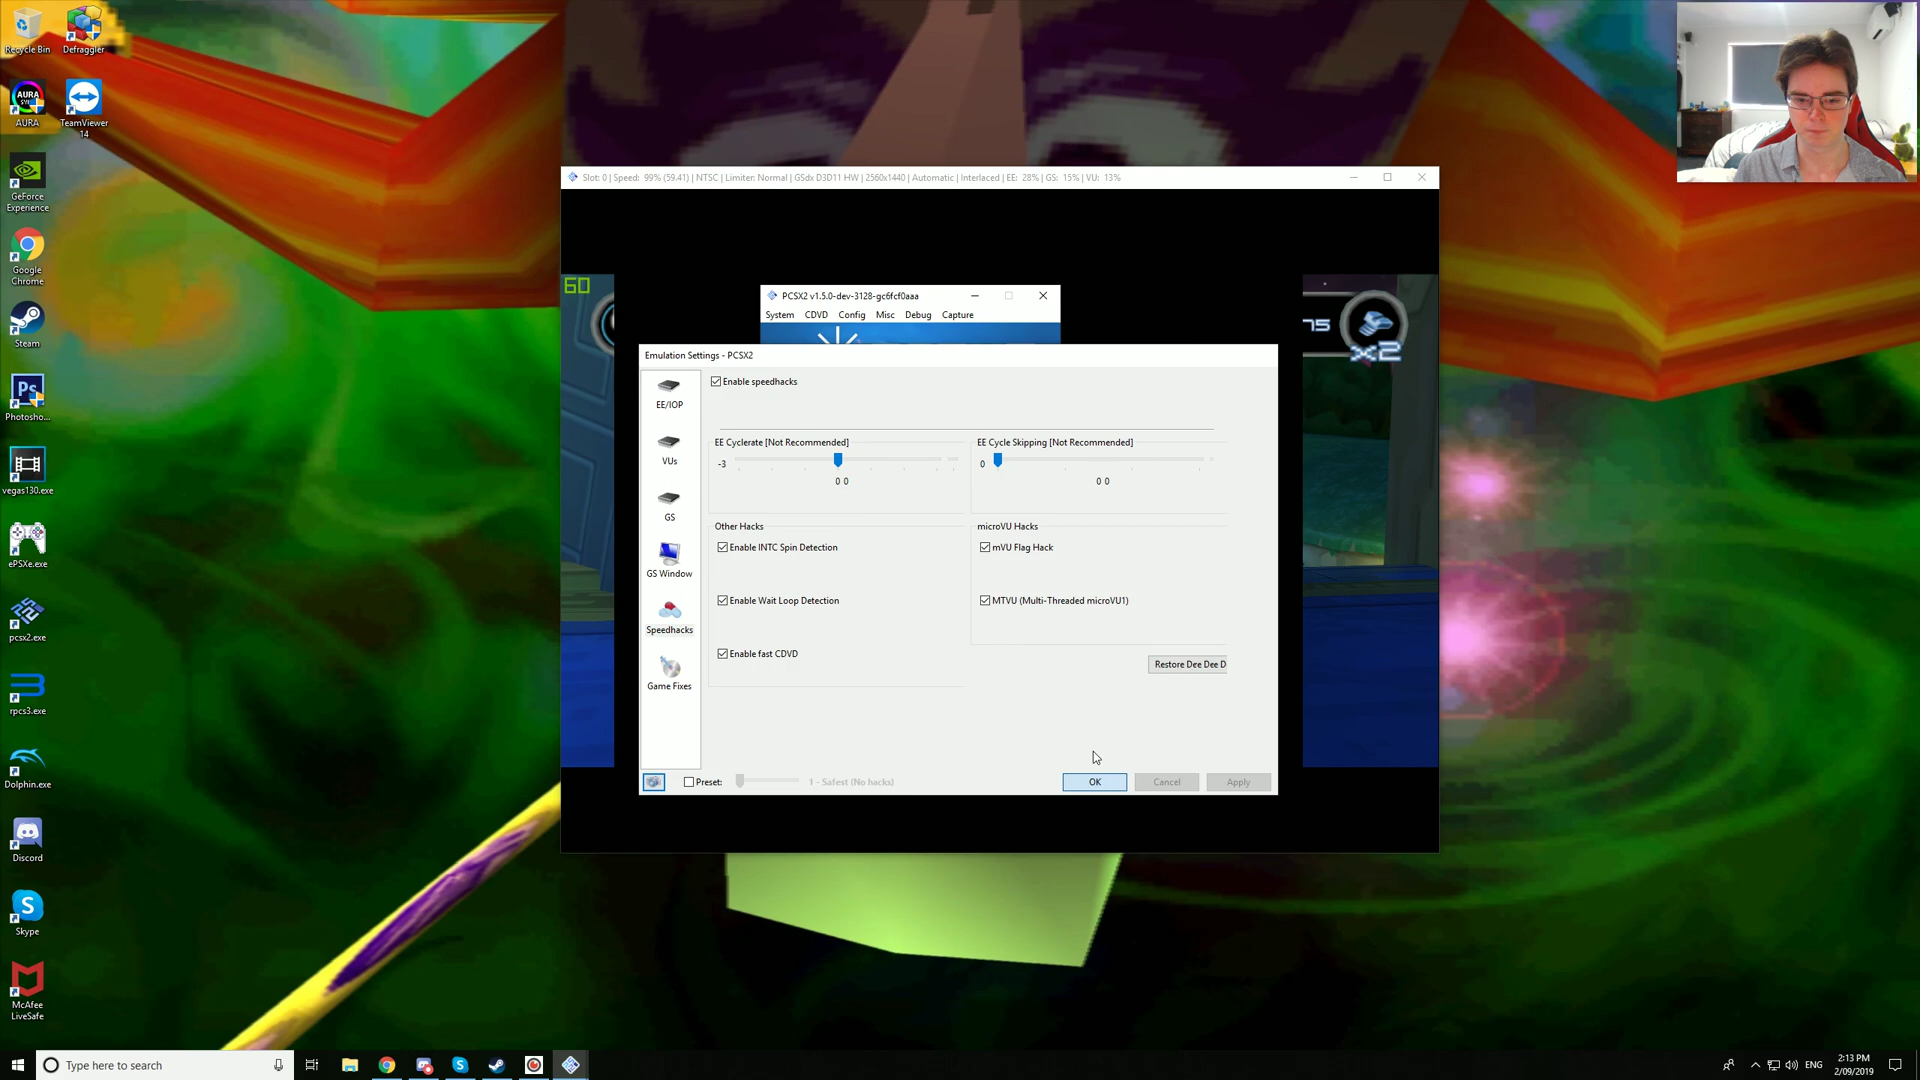 Recycle Bin
Defraggler
AURA
TeamViewer
14
GeForce
Experience
Google
Chrome
Steam
Photosho...
vegas130.exe
ePSXe.exe
pcsx2.exe
rpcs3.exe
Dolphin.exe
Discord
Skype
McAfee
LiveSafe
Slot: 0 | Speed: 99% (59.41) | NTSC | Limiter: Normal | GSdx D3D11 HW | 2560x1440 | Automatic | Interlaced | EE: 28% | GS: 15% | VU: 13%
60
75
x2
PCSX2 v1.5.0-dev-3128-gc6fcf0aaa
System CDVD Config Misc Debug Capture
Emulation Settings - PCSX2
EE/IOP
VUs
GS
GS Window
Speedhacks
Game Fixes
Enable speedhacks
EE Cyclerate [Not Recommended]
-3
0 0
EE Cycle Skipping [Not Recommended]
0
0 0
Other Hacks
Enable INTC Spin Detection
Enable Wait Loop Detection
Enable fast CDVD
microVU Hacks
mVU Flag Hack
MTVU (Multi-Threaded microVU1)
Restore Dee Dee D
Preset:
1 - Safest (No hacks)
OK
Cancel
Apply
Type here to search
ENG
2:13 PM
2/09/2019